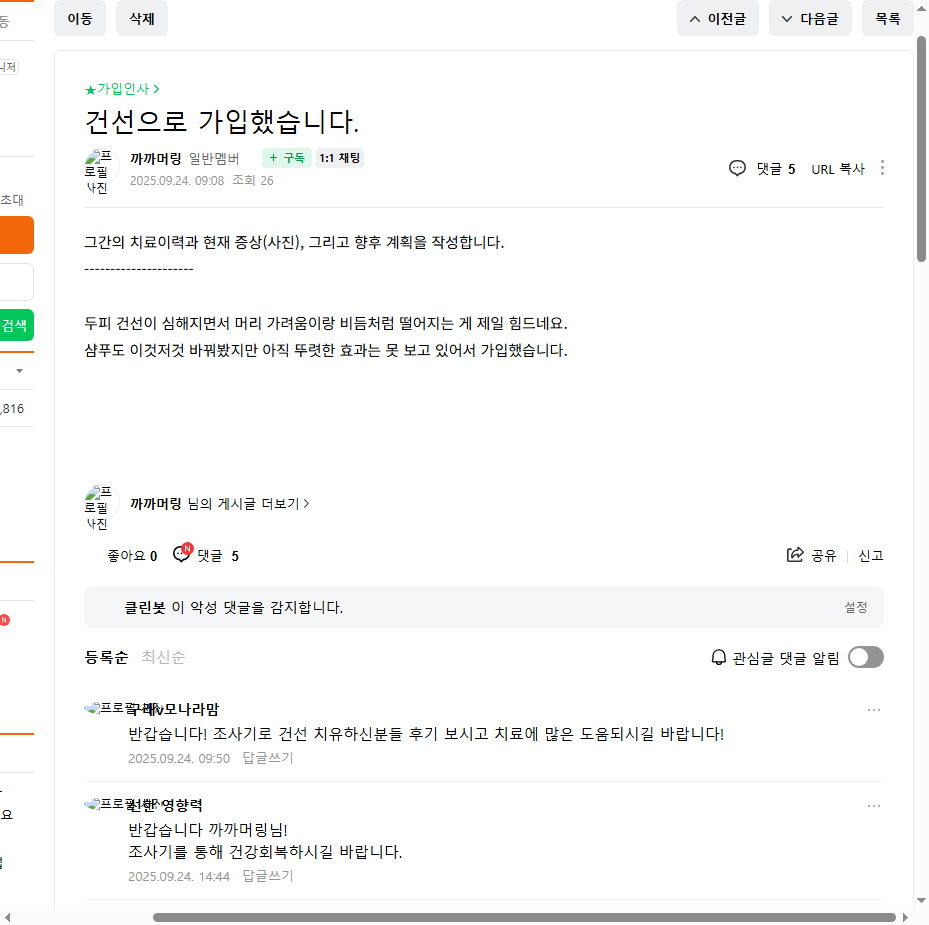 이동
삭제
이전글
다음글
목록
동
니저
초대
검색
,816
N
요
★가입인사 >
건선으로 가입했습니다.
프로필 사진
까까머링 일반멤버 + 구독 1:1 채팅
2025.09.24. 09:08 조회 26
댓글 5 URL 복사
그간의 치료이력과 현재 증상(사진), 그리고 향후 계획을 작성합니다.
---------------------
두피 건선이 심해지면서 머리 가려움이랑 비듬처럼 떨어지는 게 제일 힘드네요.
샴푸도 이것저것 바꿔봤지만 아직 뚜렷한 효과는 못 보고 있어서 가입했습니다.
프로필 사진
까까머링 님의 게시글 더보기 >
좋아요 0 N 댓글 5
공유 | 신고
클린봇 이 악성 댓글을 감지합니다.
설정
등록순 최신순
관심글 댓글 알림
프로필 사진
모나라맘
반갑습니다! 조사기로 건선 치유하신분들 후기 보시고 치료에 많은 도움되시길 바랍니다!
2025.09.24. 09:50 답글쓰기
프로필 사진
선한 영향력
반갑습니다 까까머링님!
조사기를 통해 건강회복하시길 바랍니다.
2025.09.24. 14:44 답글쓰기